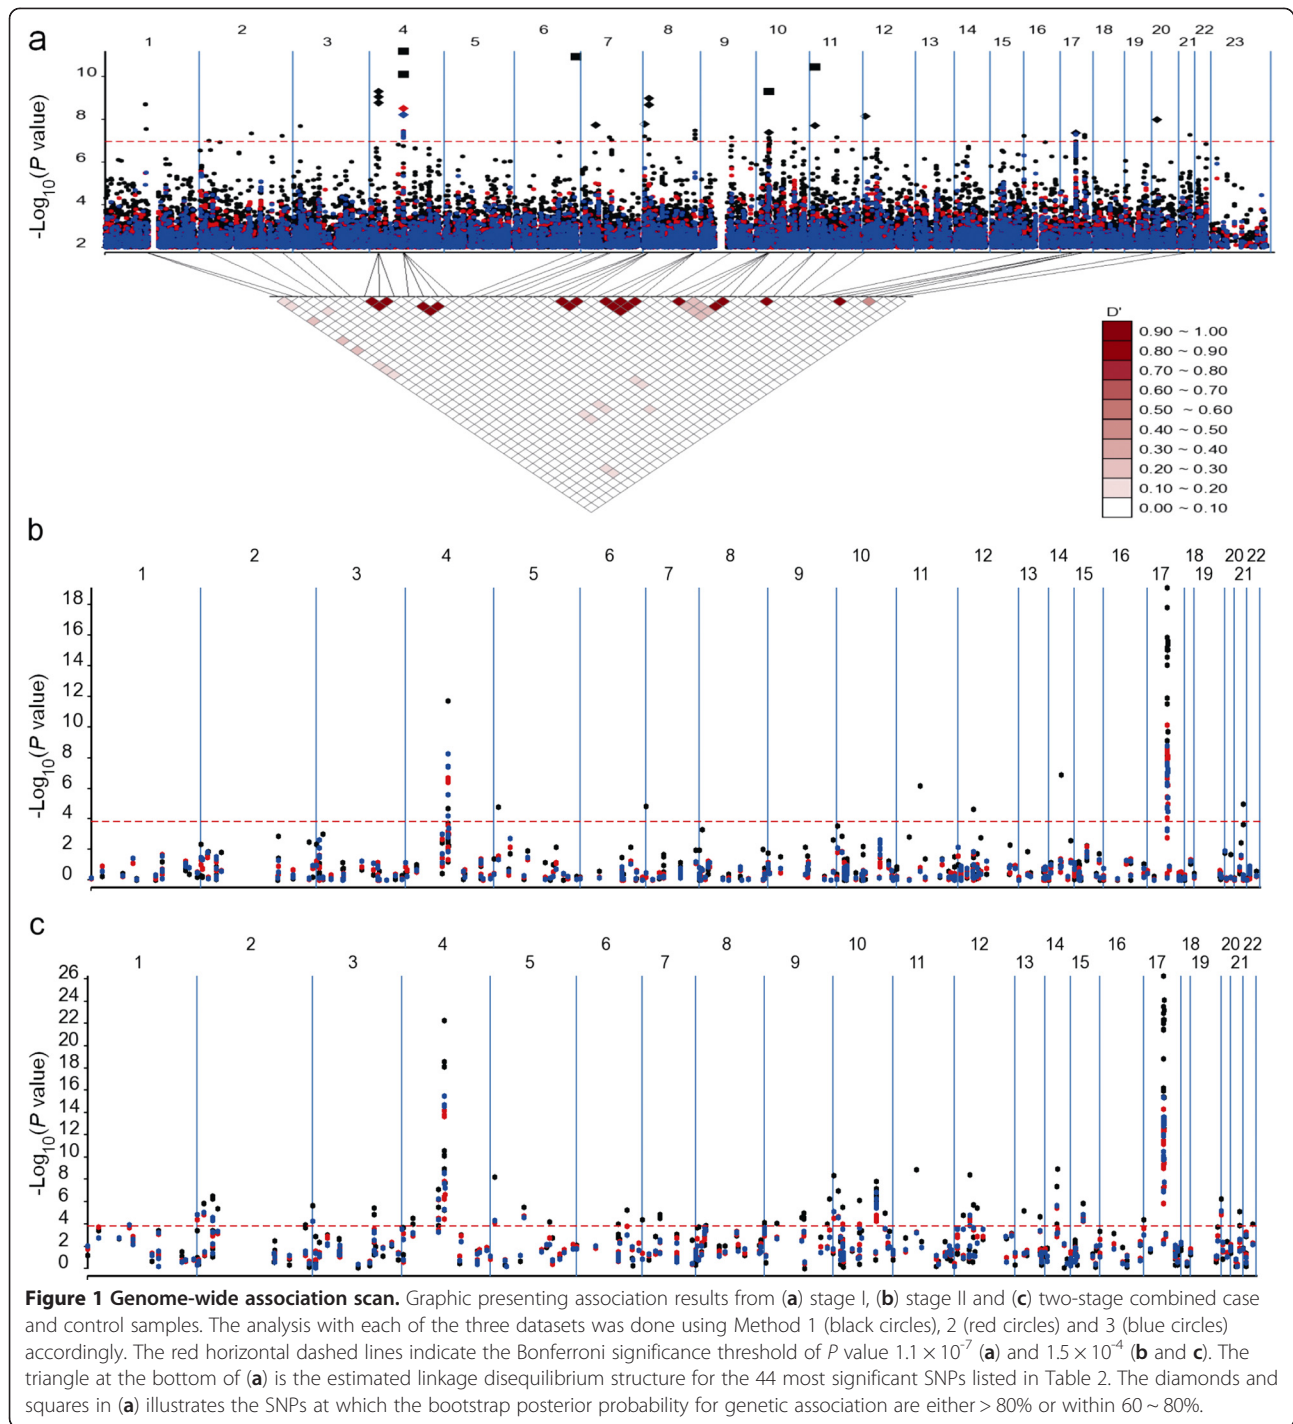 a
1 2 3 4 5 6 7 8 9 10 11 12 13 14 15 16 17 18 19 20 21 22 23
10
8
6
4
2
-Log10(P value)
D'
0.90 ~ 1.00
0.80 ~ 0.90
0.70 ~ 0.80
0.60 ~ 0.70
0.50 ~ 0.60
0.40 ~ 0.50
0.30 ~ 0.40
0.20 ~ 0.30
0.10 ~ 0.20
0.00 ~ 0.10
b
2 4 6 8 10 12 14 16 18 20 22
1 3 5 7 9 11 13 15 17 19 21
18
16
14
12
10
8
6
4
2
0
-Log10(P value)
c
2 4 6 8 10 12 14 16 18 20 22
1 3 5 7 9 11 13 15 17 19 21
26
24
22
20
18
16
14
12
10
8
6
4
2
0
-Log10(P value)
Figure 1 Genome-wide association scan. Graphic presenting association results from (a) stage I, (b) stage II and (c) two-stage combined case
and control samples. The analysis with each of the three datasets was done using Method 1 (black circles), 2 (red circles) and 3 (blue circles)
accordingly. The red horizontal dashed lines indicate the Bonferroni significance threshold of P value 1.1 × 10⁻⁷ (a) and 1.5 × 10⁻⁴ (b and c). The
triangle at the bottom of (a) is the estimated linkage disequilibrium structure for the 44 most significant SNPs listed in Table 2. The diamonds and
squares in (a) illustrates the SNPs at which the bootstrap posterior probability for genetic association are either > 80% or within 60 ~ 80%.